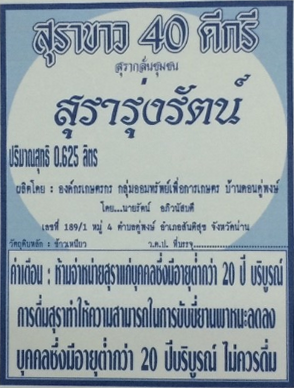 สุราขาว 40 ดีกรี
สุรากลั่นชุมชน
สุรารุ่งรัตน์
ปริมาณสุทธิ 0.625 ลิตร
ผลิตโดย : องค์กรเกษตรกร กลุ่มออมทรัพย์เพื่อการเกษตร บ้านดอนตู่พงษ์
โดย...นายรัตน์ อภิวนัสบดี
เลขที่ 189/1 หมู่ 4 ตำบลดู่พงษ์ อำเภอสันติสุข จังหวัดน่าน
วัตถุดิบหลัก : ข้าวเหนียว ว.ด.ป. ที่บรรจุ
คำเตือน : ห้ามจำหน่ายสุราแก่บุคคลซึ่งมีอายุต่ำกว่า 20 ปี บริบูรณ์
การดื่มสุราทำให้ความสามารถในการขับขี่ยานพาหนะลดลง
บุคคลซึ่งมีอายุต่ำกว่า 20 ปีบริบูรณ์ ไม่ควรดื่ม